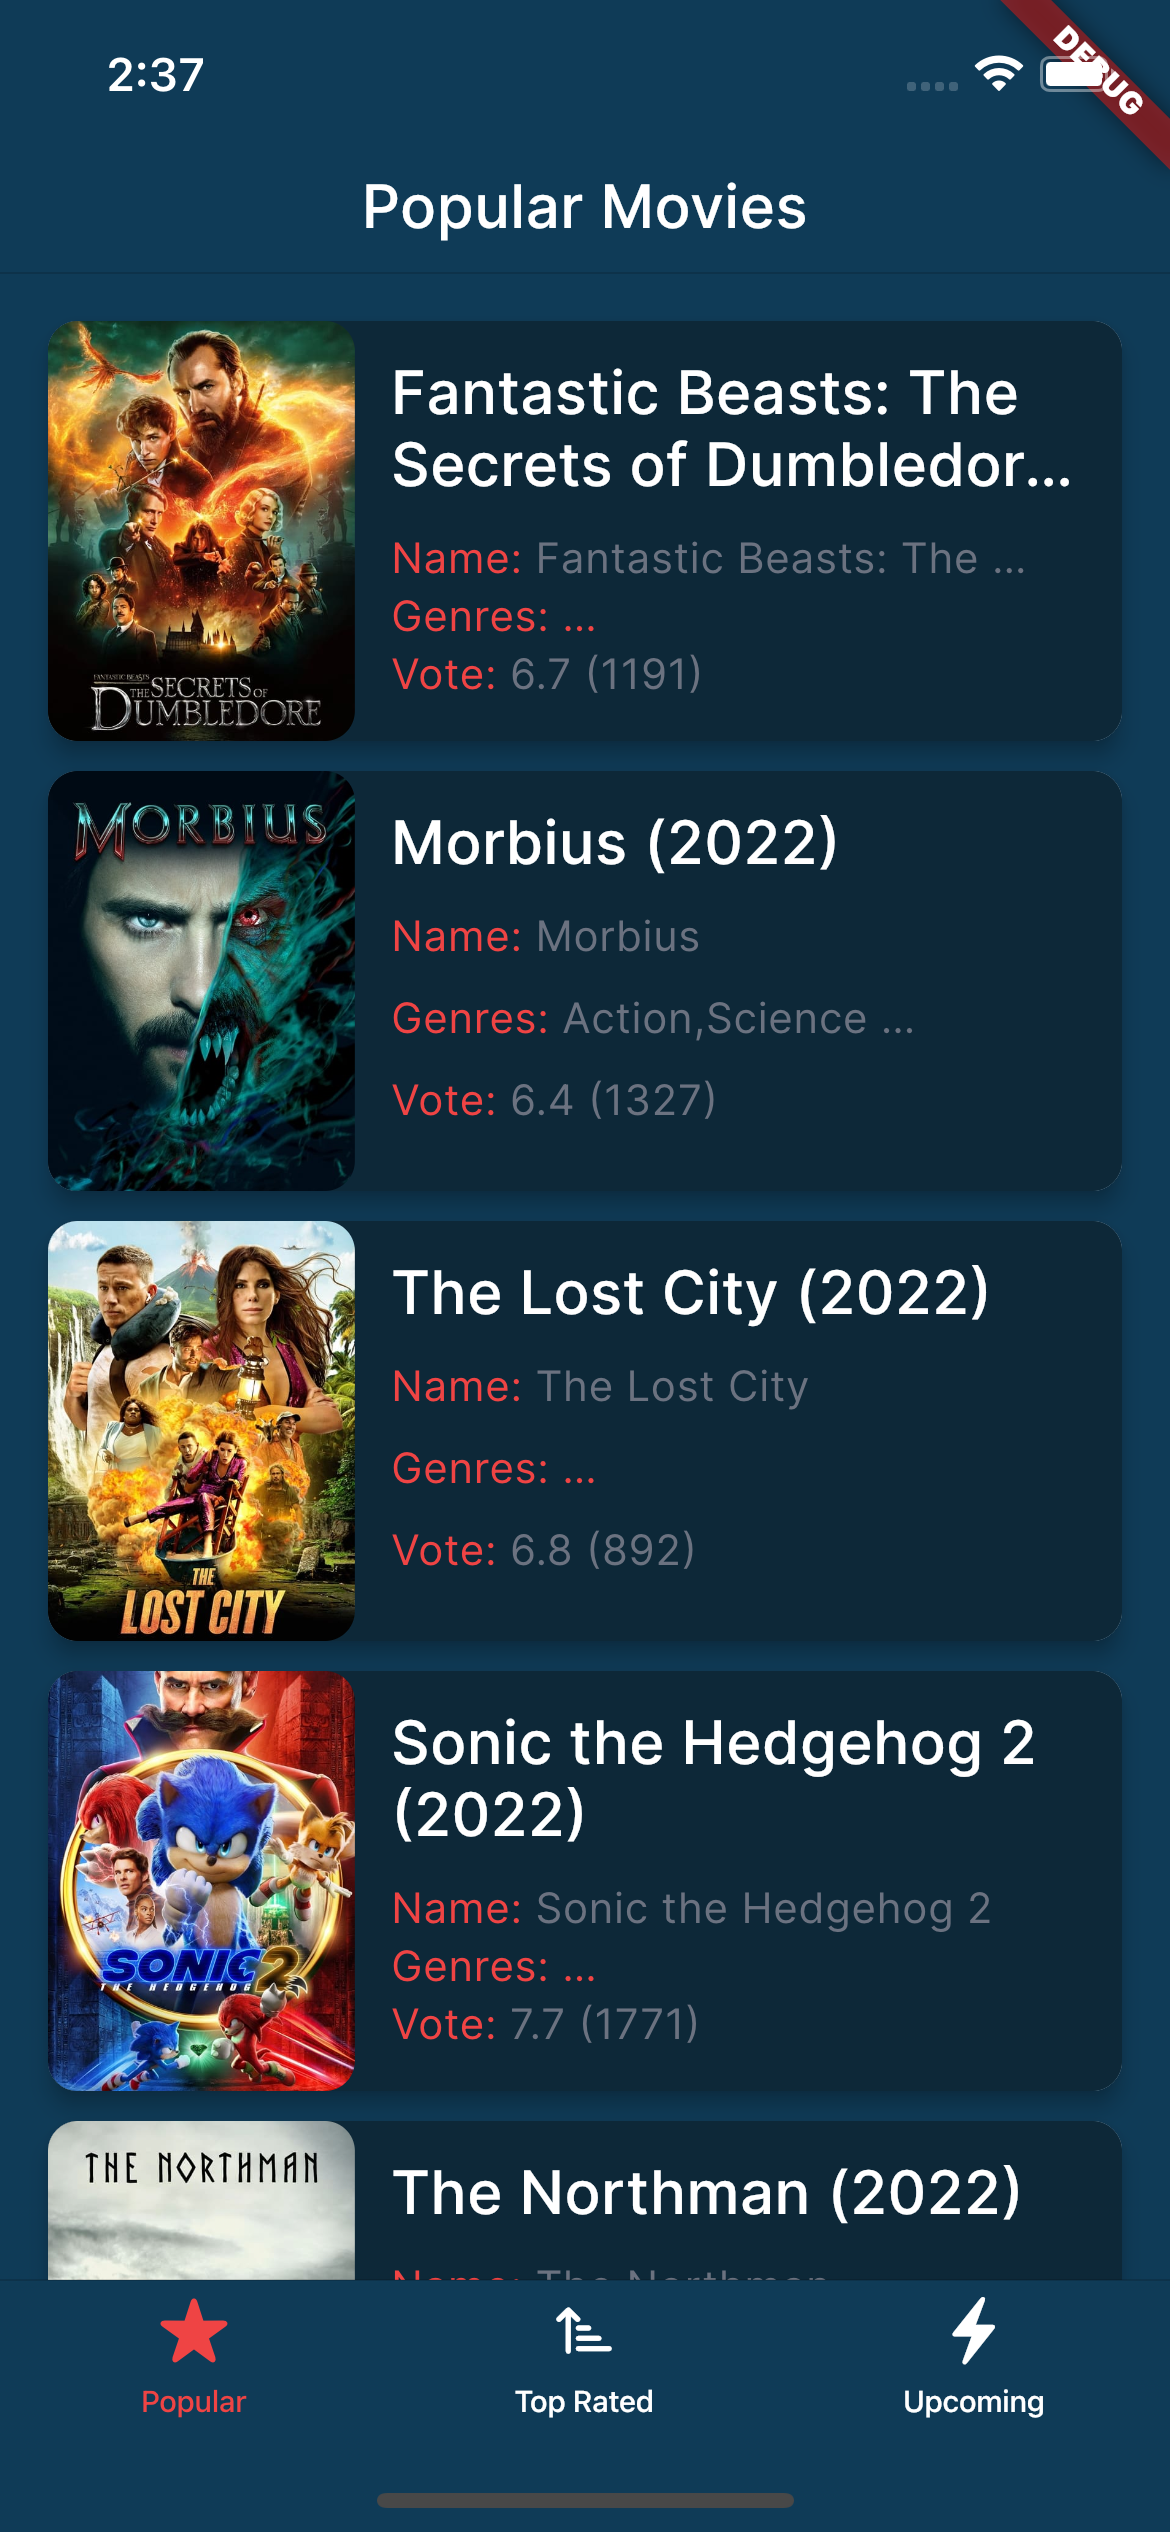 2:37
DEBUG
Popular Movies
FANTASTIC BEASTS
THE SECRETS OF
DUMBLEDORE
Fantastic Beasts: The
Secrets of Dumbledor...
Name: Fantastic Beasts: The ...
Genres: ...
Vote: 6.7 (1191)
MORBIUS
Morbius (2022)
Name: Morbius
Genres: Action,Science ...
Vote: 6.4 (1327)
THE
LOST CITY
The Lost City (2022)
Name: The Lost City
Genres: ...
Vote: 6.8 (892)
SONIC 2
THE HEDGEHOG
Sonic the Hedgehog 2
(2022)
Name: Sonic the Hedgehog 2
Genres: ...
Vote: 7.7 (1771)
THE NORTHMAN
The Northman (2022)
Name: The Northman
Popular
Top Rated
Upcoming